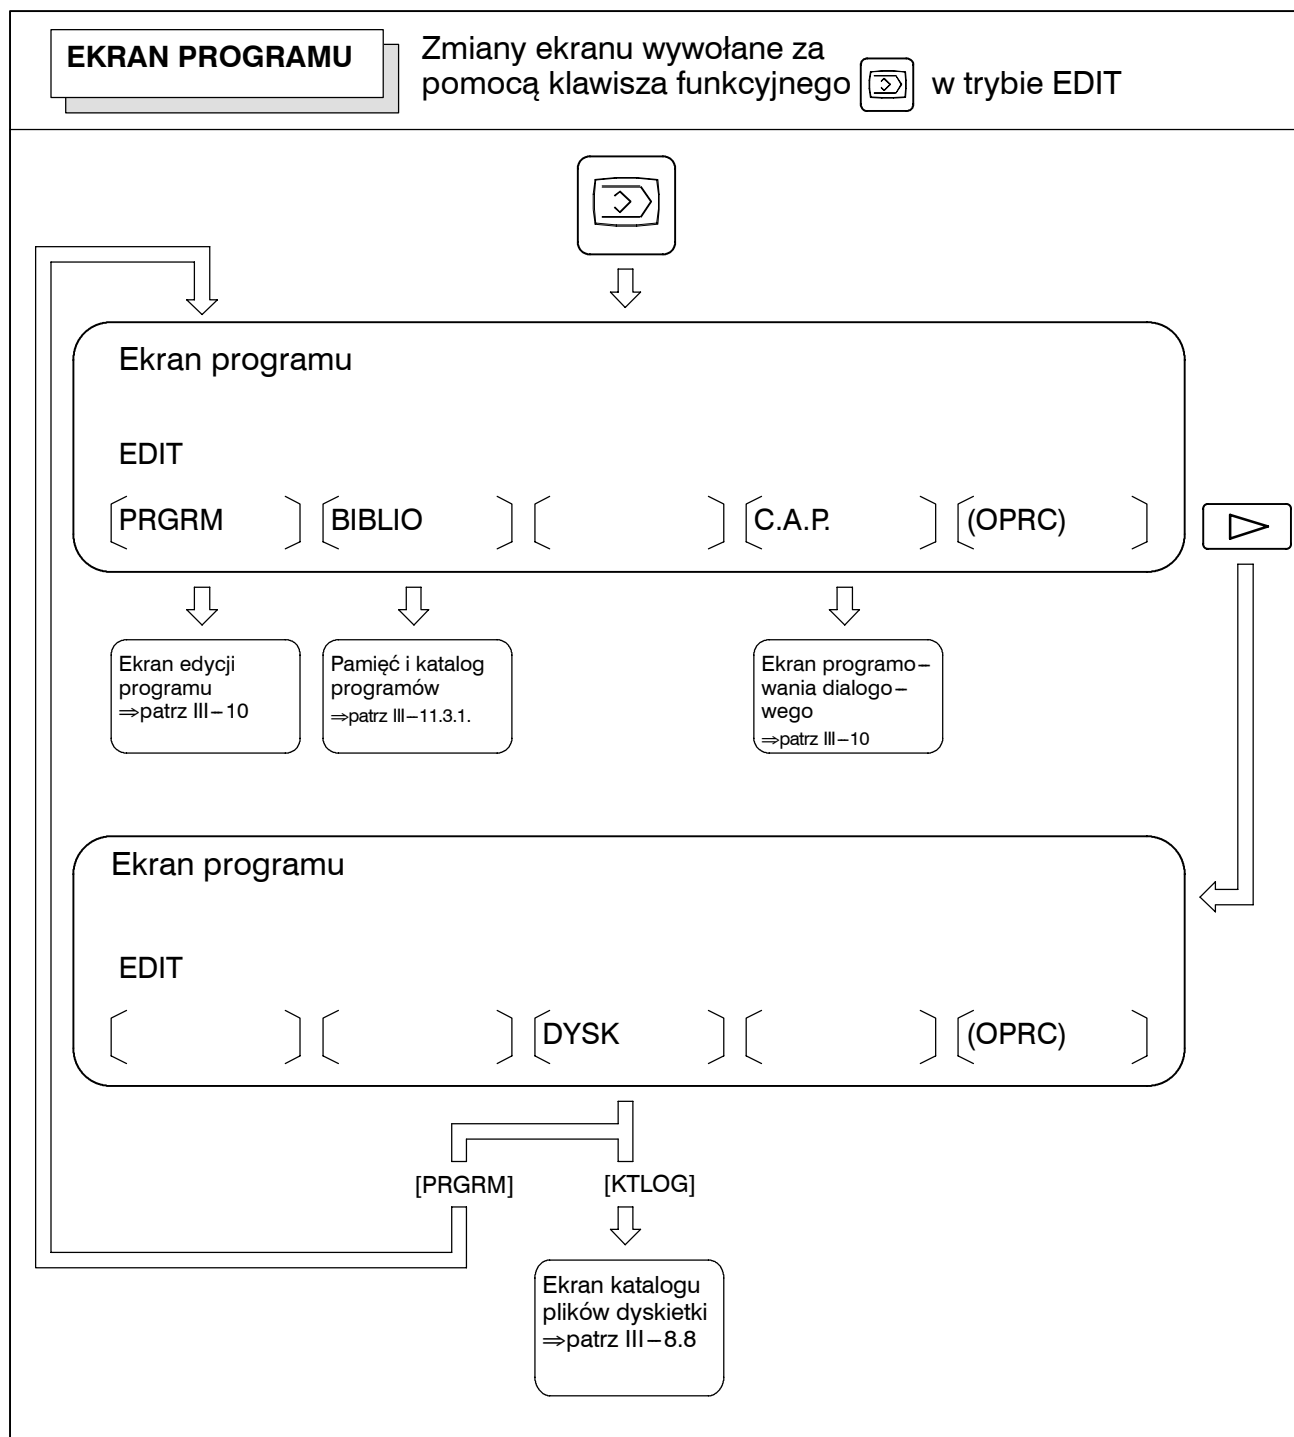 EKRAN PROGRAMU
Zmiany ekranu wywołane za
pomocą klawisza funkcyjnego w trybie EDIT
Ekran programu
EDIT
[PRGRM] [BIBLIO] [ ] [C.A.P.] [(OPRC)]
Ekran edycji
programu
⇒patrz III–10
Pamięć i katalog
programów
⇒patrz III–11.3.1.
Ekran programo–
wania dialogo–
wego
⇒patrz III–10
Ekran programu
EDIT
[ ] [ ] [DYSK] [ ] [(OPRC)]
[PRGRM] [KTLOG]
Ekran katalogu
plików dyskietki
⇒patrz III–8.8